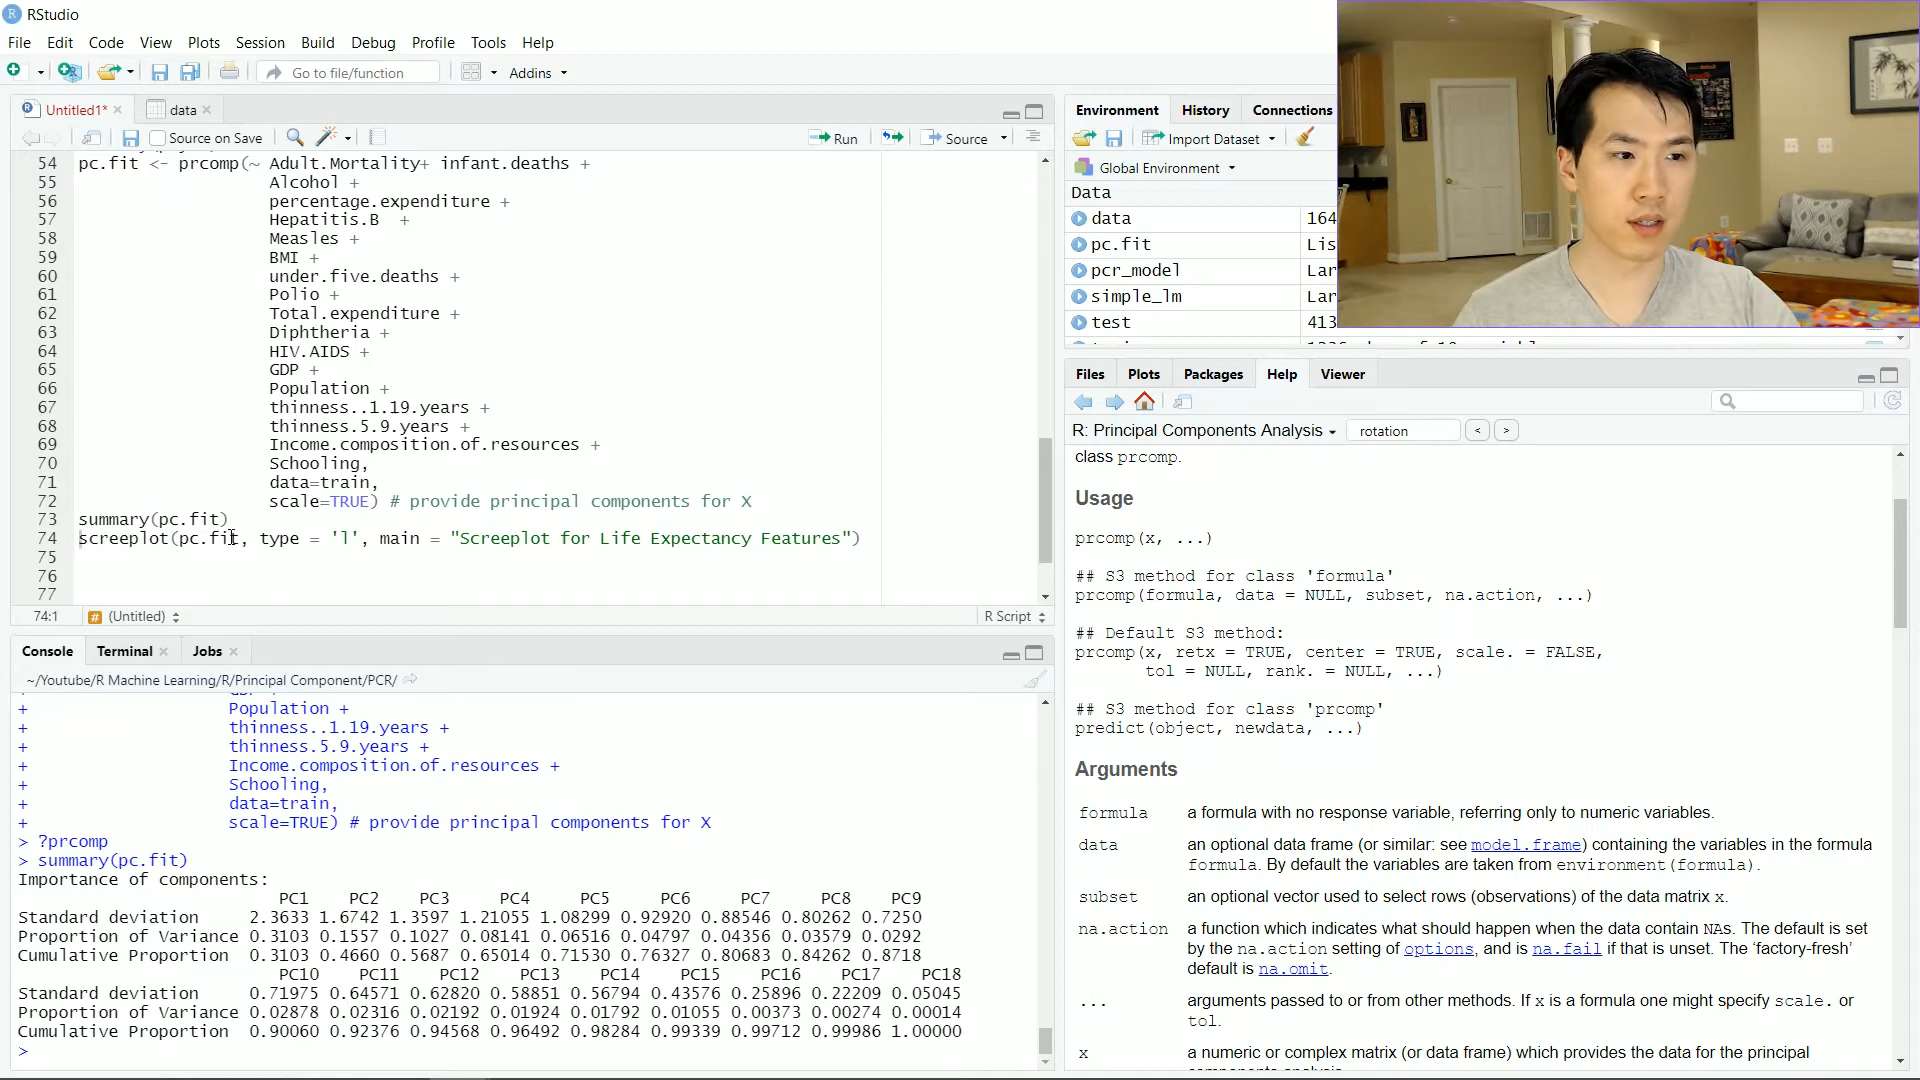 RStudio
File Edit Code View Plots Session Build Debug Profile Tools Help
Go to file/function Addins
Untitled1* data
Source on Save Run Source
54 pc.fit <- prcomp(~ Adult.Mortality+ infant.deaths +
55 Alcohol +
56 percentage.expenditure +
57 Hepatitis.B +
58 Measles +
59 BMI +
60 under.five.deaths +
61 Polio +
62 Total.expenditure +
63 Diphtheria +
64 HIV.AIDS +
65 GDP +
66 Population +
67 thinness..1.19.years +
68 thinness.5.9.years +
69 Income.composition.of.resources +
70 Schooling,
71 data=train,
72 scale=TRUE) # provide principal components for X
73 summary(pc.fit)
74 screeplot(pc.fit, type = 'l', main = "Screeplot for Life Expectancy Features")
75
76
77
74:1 # (Untitled) R Script
Console Terminal Jobs
~/Youtube/R Machine Learning/R/Principal Component/PCR/
+ Population +
+ thinness..1.19.years +
+ thinness.5.9.years +
+ Income.composition.of.resources +
+ Schooling,
+ data=train,
+ scale=TRUE) # provide principal components for X
> ?prcomp
> summary(pc.fit)
Importance of components:
PC1 PC2 PC3 PC4 PC5 PC6 PC7 PC8 PC9
Standard deviation 2.3633 1.6742 1.3597 1.21055 1.08299 0.92920 0.88546 0.80262 0.7250
Proportion of Variance 0.3103 0.1557 0.1027 0.08141 0.06516 0.04797 0.04356 0.03579 0.0292
Cumulative Proportion 0.3103 0.4660 0.5687 0.65014 0.71530 0.76327 0.80683 0.84262 0.8718
PC10 PC11 PC12 PC13 PC14 PC15 PC16 PC17 PC18
Standard deviation 0.71975 0.64571 0.62820 0.58851 0.56794 0.43576 0.25896 0.22209 0.05045
Proportion of Variance 0.02878 0.02316 0.02192 0.01924 0.01792 0.01055 0.00373 0.00274 0.00014
Cumulative Proportion 0.90060 0.92376 0.94568 0.96492 0.98284 0.99339 0.99712 0.99986 1.00000
>
Environment History Connections
Import Dataset
Global Environment
Data
data 164
pc.fit Lis
pcr_model Lar
simple_lm Lar
test 413
Files Plots Packages Help Viewer
R: Principal Components Analysis rotation < >
class prcomp.
Usage
prcomp(x, ...)
## S3 method for class 'formula'
prcomp(formula, data = NULL, subset, na.action, ...)
## Default S3 method:
prcomp(x, retx = TRUE, center = TRUE, scale. = FALSE,
tol = NULL, rank. = NULL, ...)
## S3 method for class 'prcomp'
predict(object, newdata, ...)
Arguments
formula a formula with no response variable, referring only to numeric variables.
data an optional data frame (or similar: see model.frame) containing the variables in the formula
formula. By default the variables are taken from environment(formula).
subset an optional vector used to select rows (observations) of the data matrix x.
na.action a function which indicates what should happen when the data contain NAs. The default is set
by the na.action setting of options, and is na.fail if that is unset. The ‘factory-fresh’
default is na.omit.
... arguments passed to or from other methods. If x is a formula one might specify scale. or
tol.
x a numeric or complex matrix (or data frame) which provides the data for the principal